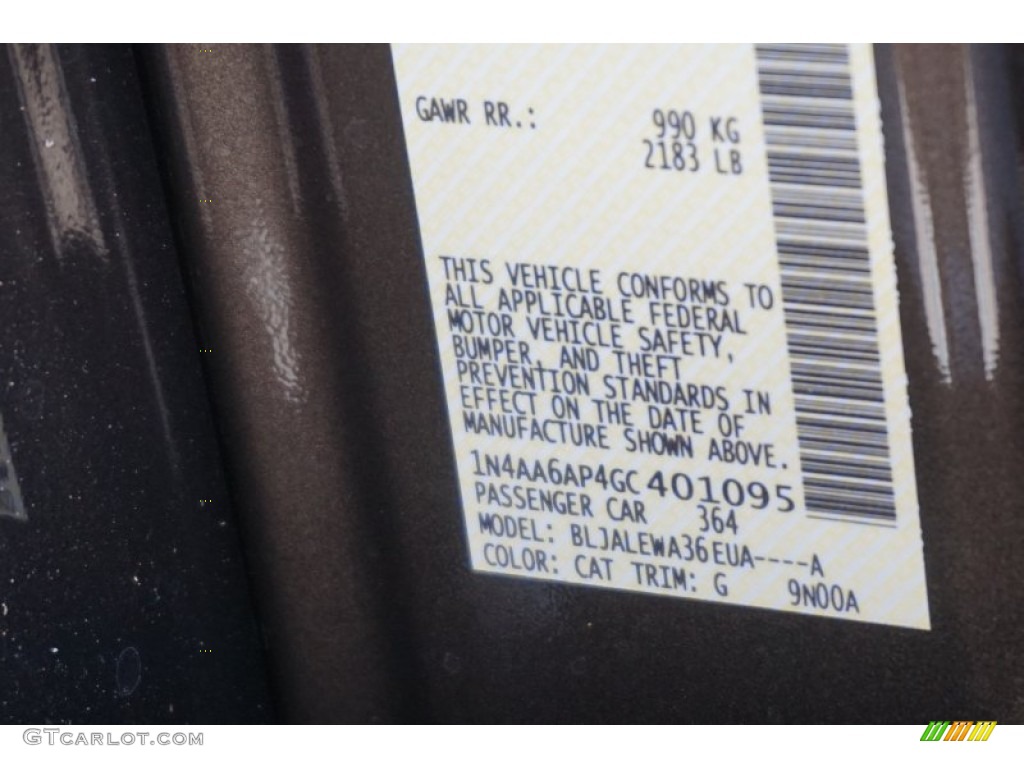 GAWR RR.: 990 KG
2183 LB
THIS VEHICLE CONFORMS TO
ALL APPLICABLE FEDERAL
MOTOR VEHICLE SAFETY,
BUMPER, AND THEFT
PREVENTION STANDARDS IN
EFFECT ON THE DATE OF
MANUFACTURE SHOWN ABOVE.
1N4AA6AP4GC401095
PASSENGER CAR 364
MODEL: BLJALEWA36EUA----A
COLOR: CAT TRIM: G 9N00A
GTcarlot.com